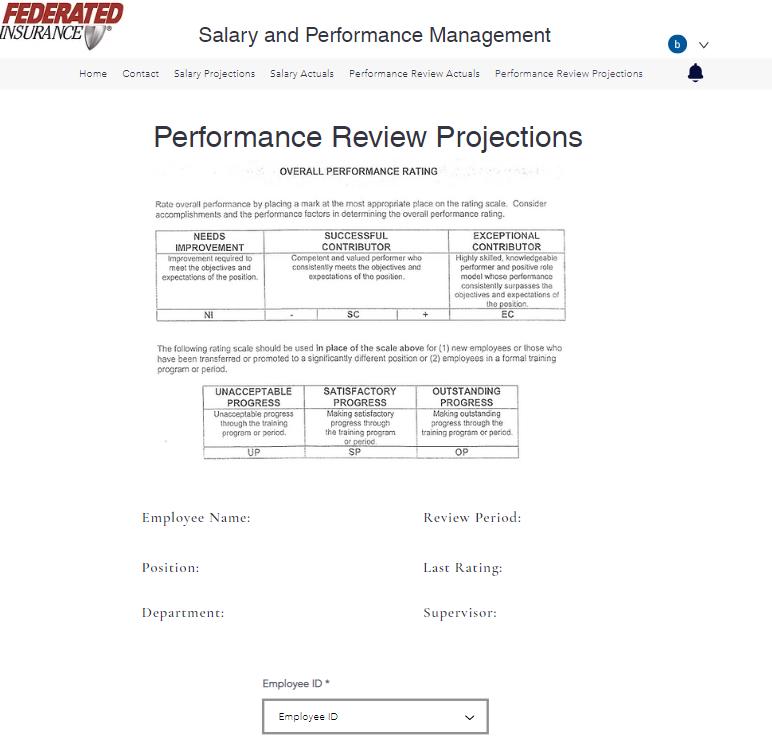 FEDERATED
INSURANCE®
Salary and Performance Management
b
Home Contact Salary Projections Salary Actuals Performance Review Actuals Performance Review Projections
Performance Review Projections
OVERALL PERFORMANCE RATING
Rate overall performance by placing a mark at the most appropriate place on the rating scale. Consider
accomplishments and the performance factors in determining the overall performance rating.
NEEDS
IMPROVEMENT
Improvement required to
meet the objectives and
expectations of the position.
NI
SUCCESSFUL
CONTRIBUTOR
Competent and valued performer who
consistently meets the objectives and
expectations of the position.
- SC +
EXCEPTIONAL
CONTRIBUTOR
Highly skilled, knowledgeable
performer and positive role
model whose performance
consistently surpasses the
objectives and expectations of
the position.
EC
The following rating scale should be used in place of the scale above for (1) new employees or those who
have been transferred or promoted to a significantly different position or (2) employees in a formal training
program or period.
UNACCEPTABLE
PROGRESS
Unacceptable progress
through the training
program or period.
UP
SATISFACTORY
PROGRESS
Making satisfactory
progress through
the training program
or period.
SP
OUTSTANDING
PROGRESS
Making outstanding
progress through the
training program or period.
OP
Employee Name: Review Period:
Position: Last Rating:
Department: Supervisor:
Employee ID *
Employee ID